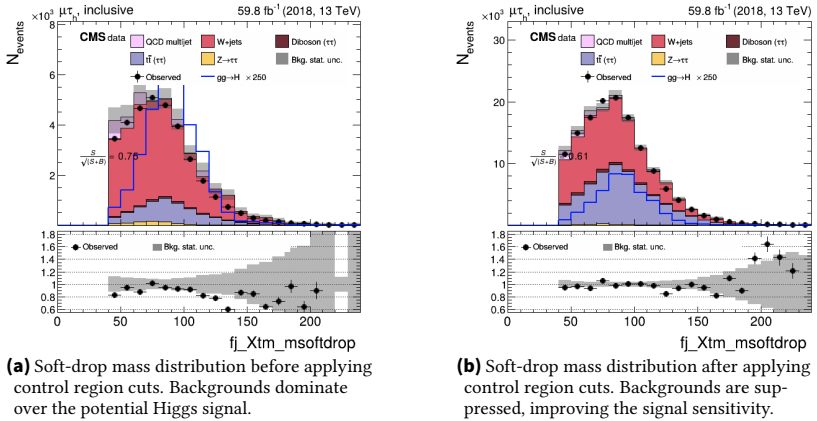 μτ_h, inclusive 59.8 fb⁻¹ (2018, 13 TeV)
×10³ 8
N_events
CMS data QCD multijet W+jets Diboson (ττ)
tt̄ (ττ) Z→ττ Bkg. stat. unc.
Observed gg→H ×250
6
4
S/√(S+B) = 0.75
2
1.8
1.6
1.4
1.2
1
0.8
0.6
Observed Bkg. stat. unc.
0 50 100 150 200
fj_Xtm_msoftdrop
(a) Soft-drop mass distribution before applying
control region cuts. Backgrounds dominate
over the potential Higgs signal.
μτ_h, inclusive 59.8 fb⁻¹ (2018, 13 TeV)
×10³
N_events
30
CMS data QCD multijet W+jets Diboson (ττ)
tt̄ (ττ) Z→ττ Bkg. stat. unc.
Observed gg→H ×250
20
S/√(S+B) 0.61
10
1.8
1.6
1.4
1.2
1
0.8
0.6
Observed Bkg. stat. unc.
0 50 100 150 200
fj_Xtm_msoftdrop
(b) Soft-drop mass distribution after applying
control region cuts. Backgrounds are sup-
pressed, improving the signal sensitivity.